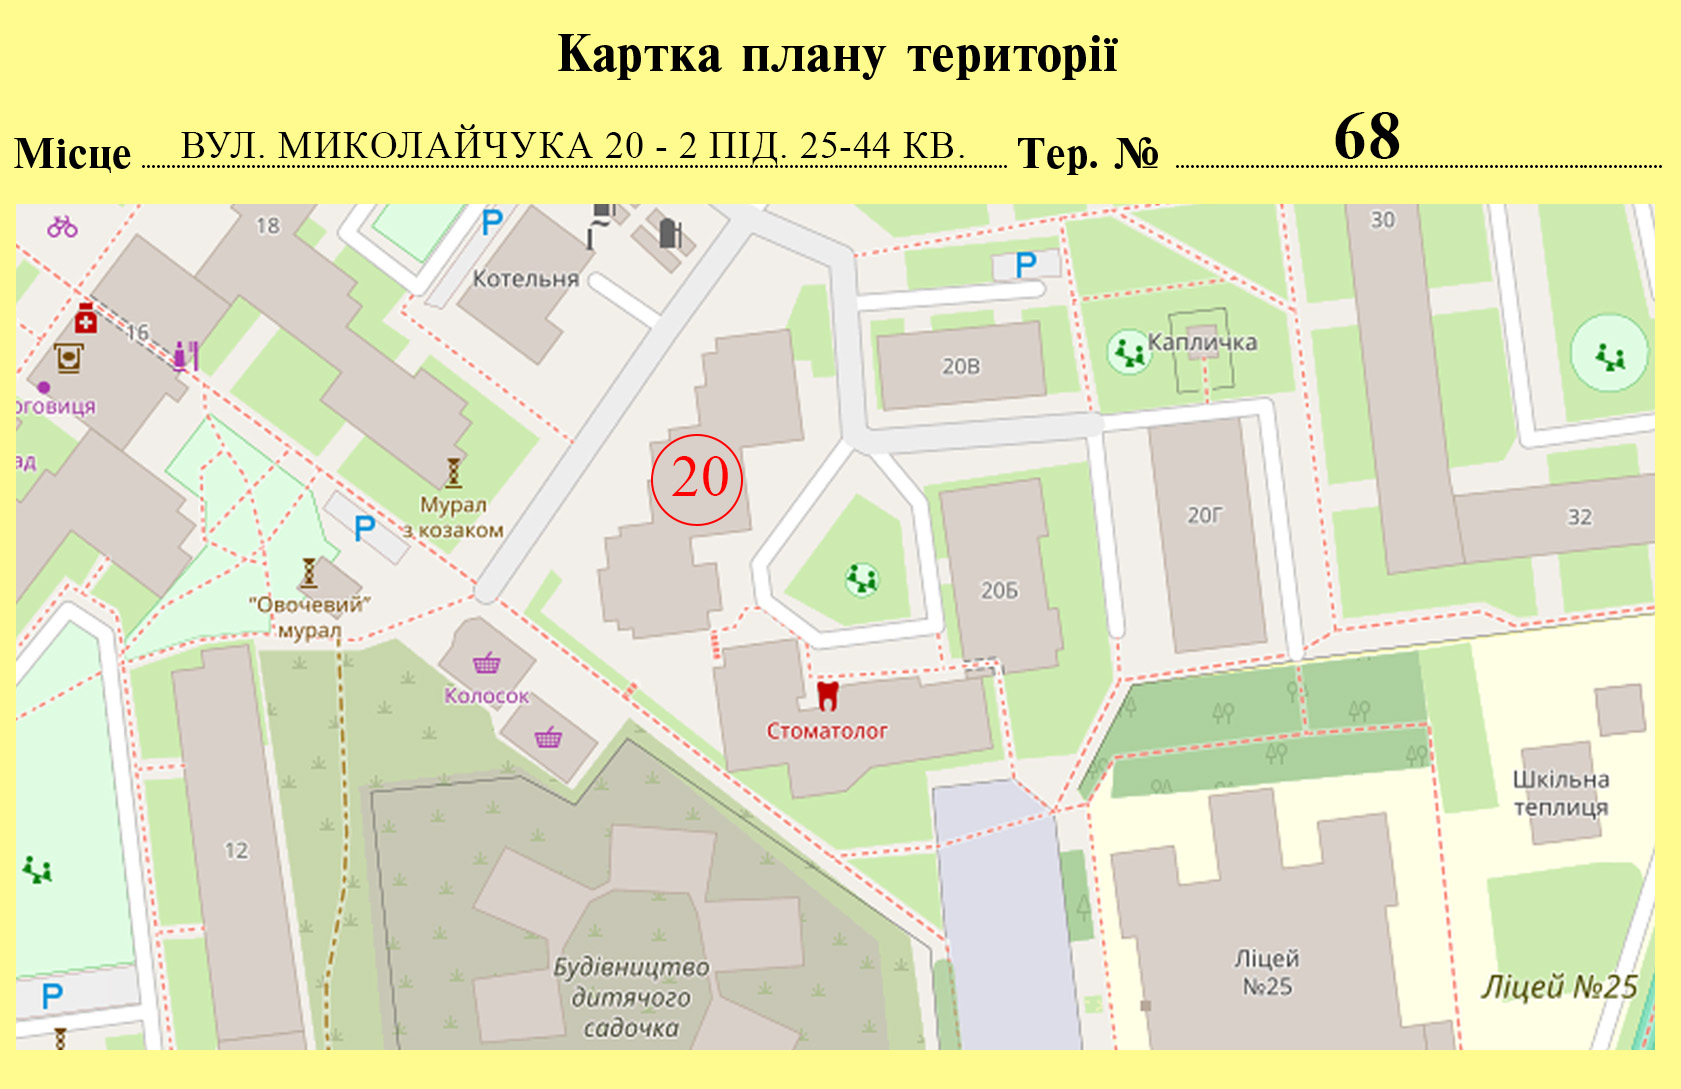 Картка плану території
Місце ВУЛ. МИКОЛАЙЧУКА 20 - 2 ПІД. 25-44 КВ. Тер. № 68
18
P
Котельня
P
30
16
20В
Капличка
оговиця
ад
20
Мурал
з козаком
P
20Г
32
"Овочевий"
мурал
20Б
Колосок
Стоматолог
12
Шкільна
теплиця
Будівництво
дитячого
садочка
Ліцей
№25
Ліцей №25
P